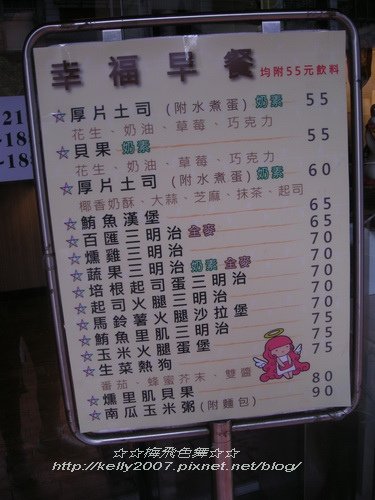 幸福早餐 均附55元飲料
☆厚片土司(附水煮蛋)奶素 55
花生、奶油、草莓、巧克力
☆貝果 奶素 55
花生、奶油、草莓、巧克力
☆厚片土司(附水煮蛋)奶素 60
椰香奶酥、大蒜、芝麻、抹茶、起司
☆鮪魚漢堡 65
☆百匯三明治 全麥 65
☆燻雞三明治 70
☆蔬果三明治 奶素 全麥 70
☆培根起司蛋三明治 70
☆起司火腿三明治 70
☆馬鈴薯火腿沙拉堡 70
☆鮪魚里肌三明治 75
☆玉米火腿蛋堡 75
☆生菜熱狗 75
番茄、蜂蜜芥末、雙醬
☆燻里肌貝果 80
☆南瓜玉米粥(附麵包) 90
☆☆梅飛色舞☆☆
http://kelly2007.pixnet.net/blog/